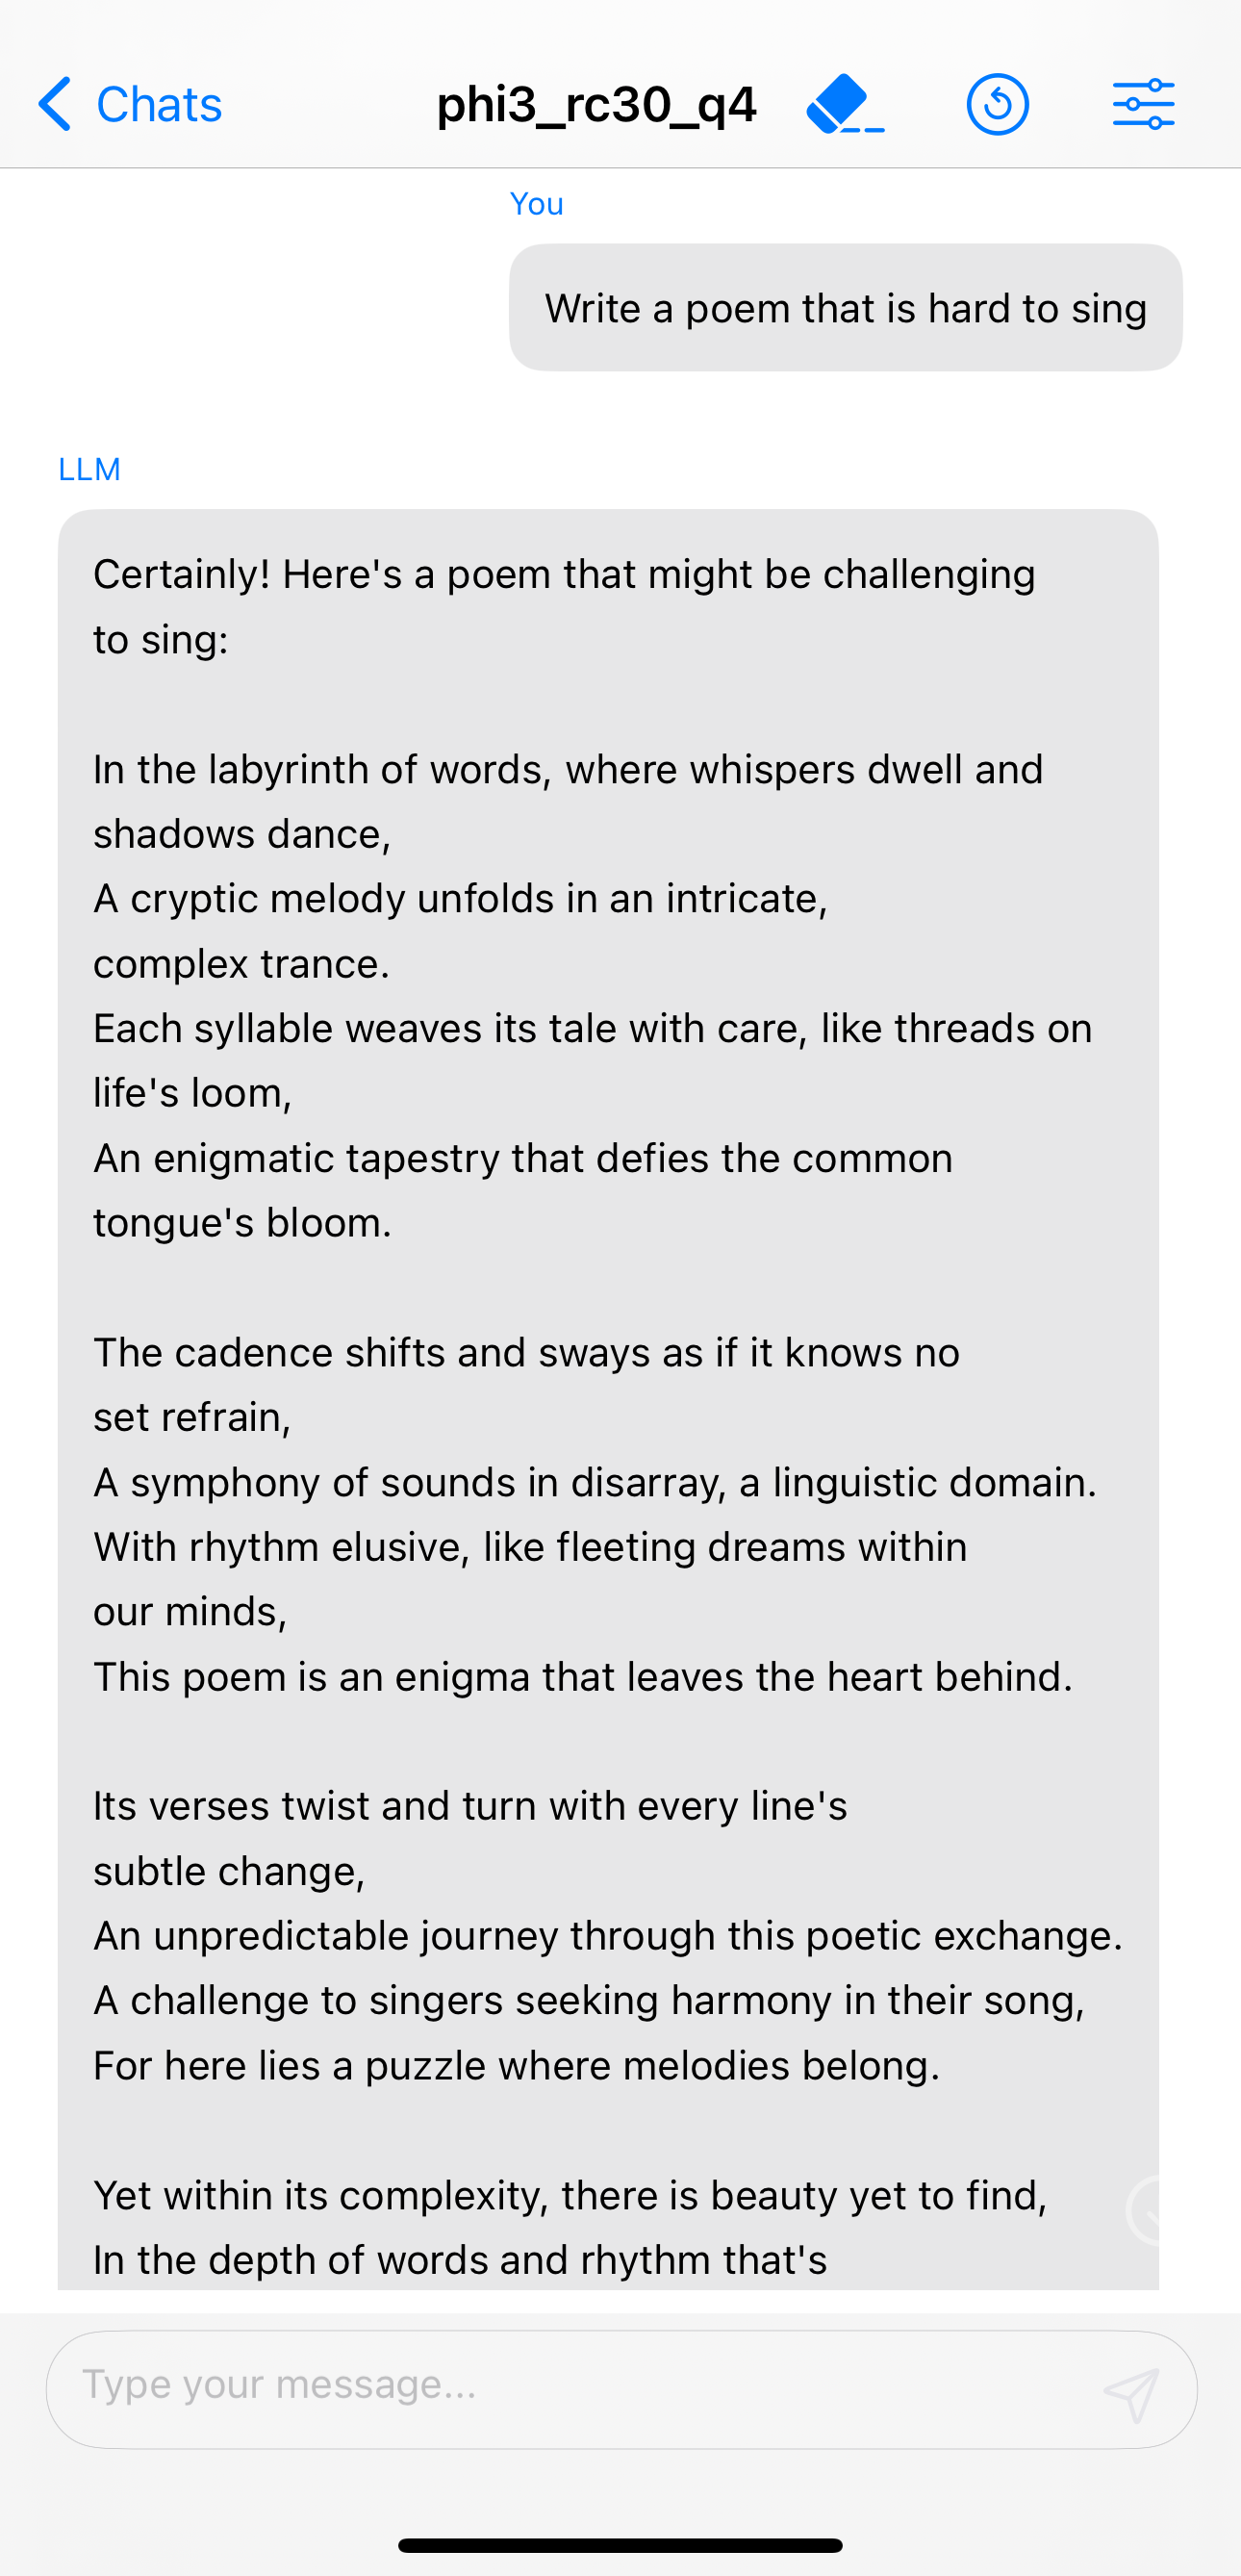 Chats
phi3_rc30_q4
You
Write a poem that is hard to sing
LLM
Certainly! Here's a poem that might be challenging
to sing:
In the labyrinth of words, where whispers dwell and
shadows dance,
A cryptic melody unfolds in an intricate,
complex trance.
Each syllable weaves its tale with care, like threads on
life's loom,
An enigmatic tapestry that defies the common
tongue's bloom.
The cadence shifts and sways as if it knows no
set refrain,
A symphony of sounds in disarray, a linguistic domain.
With rhythm elusive, like fleeting dreams within
our minds,
This poem is an enigma that leaves the heart behind.
Its verses twist and turn with every line's
subtle change,
An unpredictable journey through this poetic exchange.
A challenge to singers seeking harmony in their song,
For here lies a puzzle where melodies belong.
Yet within its complexity, there is beauty yet to find,
In the depth of words and rhythm that's
Type your message...